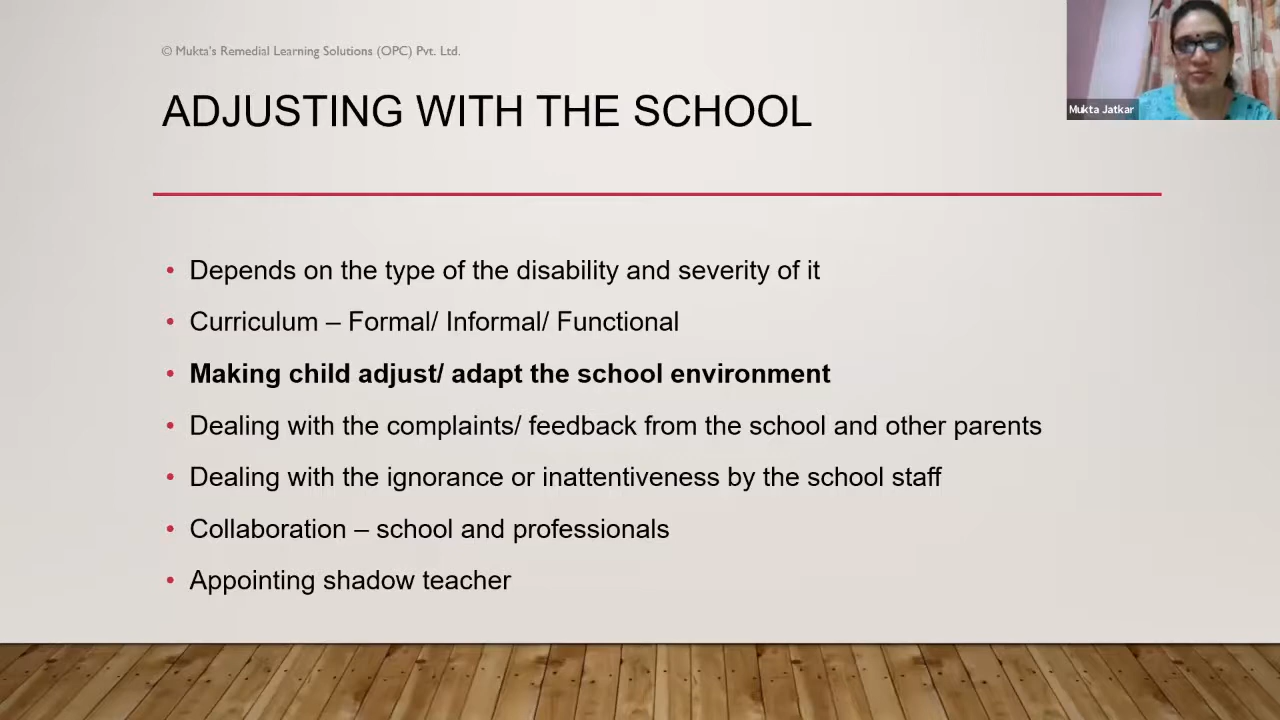 © Mukta's Remedial Learning Solutions (OPC) Pvt. Ltd.
ADJUSTING WITH THE SCHOOL
Mukta Jatkar
• Depends on the type of the disability and severity of it
• Curriculum – Formal/ Informal/ Functional
• Making child adjust/ adapt the school environment
• Dealing with the complaints/ feedback from the school and other parents
• Dealing with the ignorance or inattentiveness by the school staff
• Collaboration – school and professionals
• Appointing shadow teacher